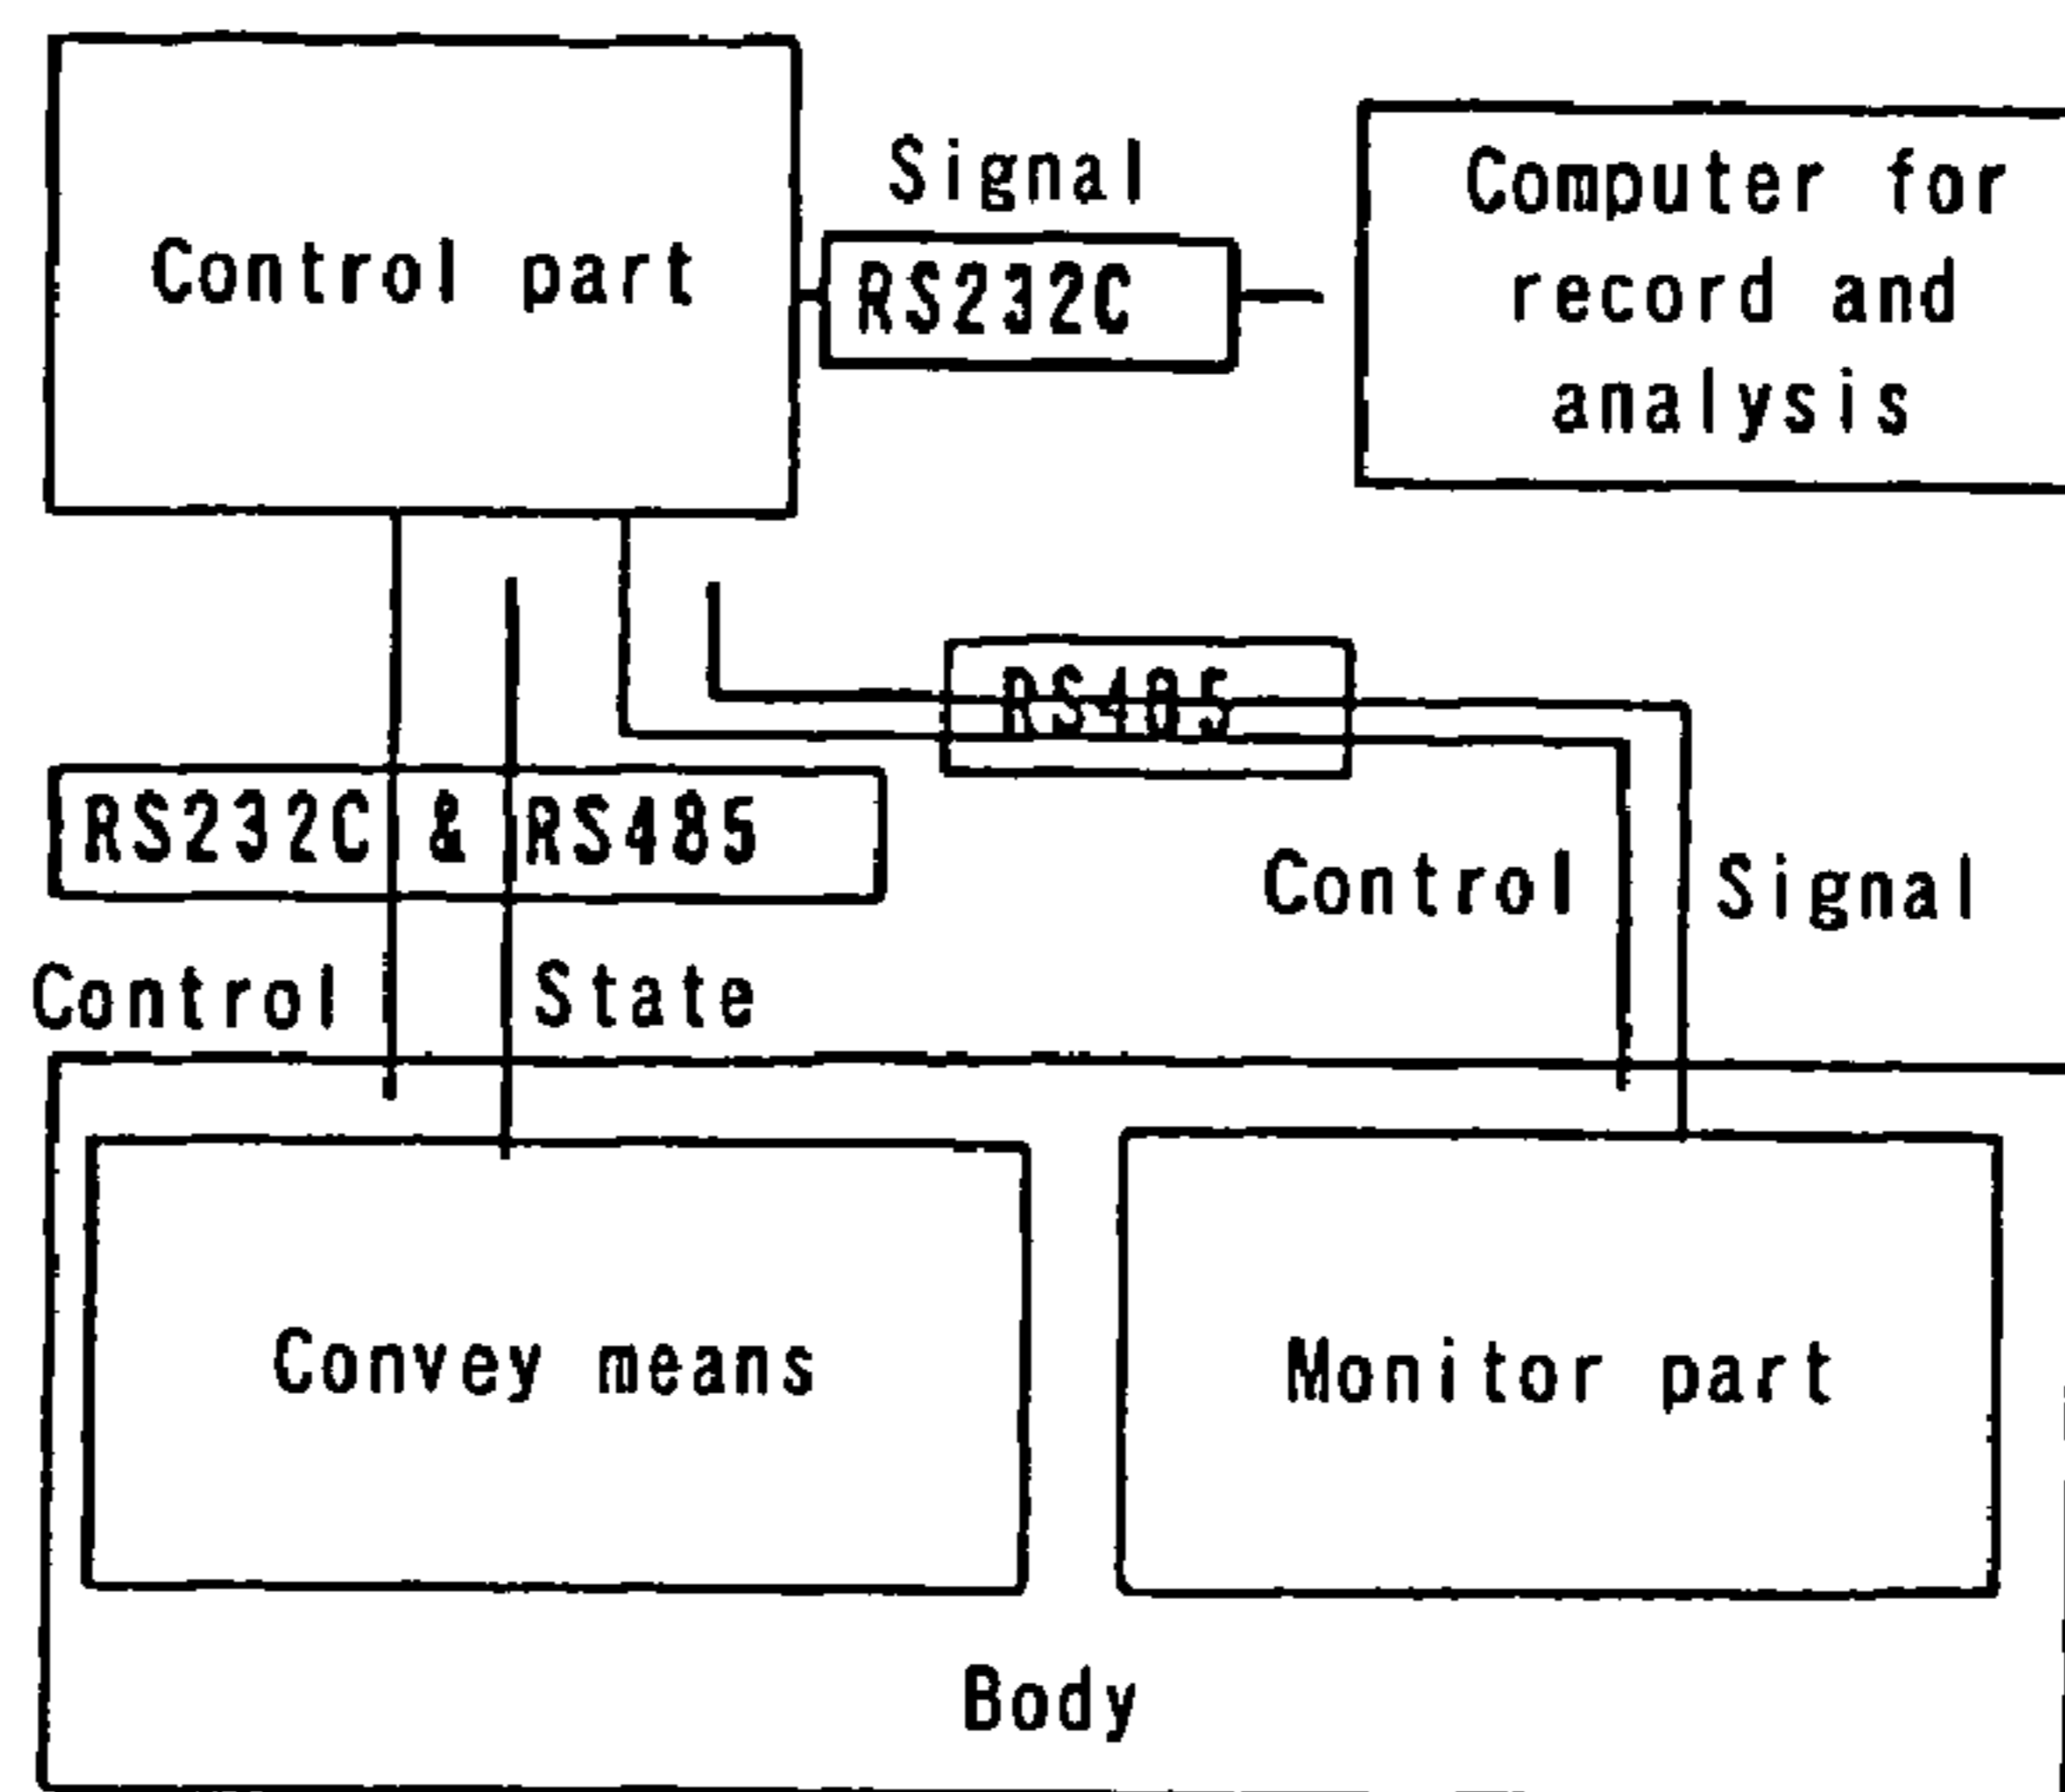 Control part
Signal
RS232C
Computer for
record and
analysis
RS485
RS232C & RS485
Control
Signal
Control
State
Convey means
Monitor part
Body